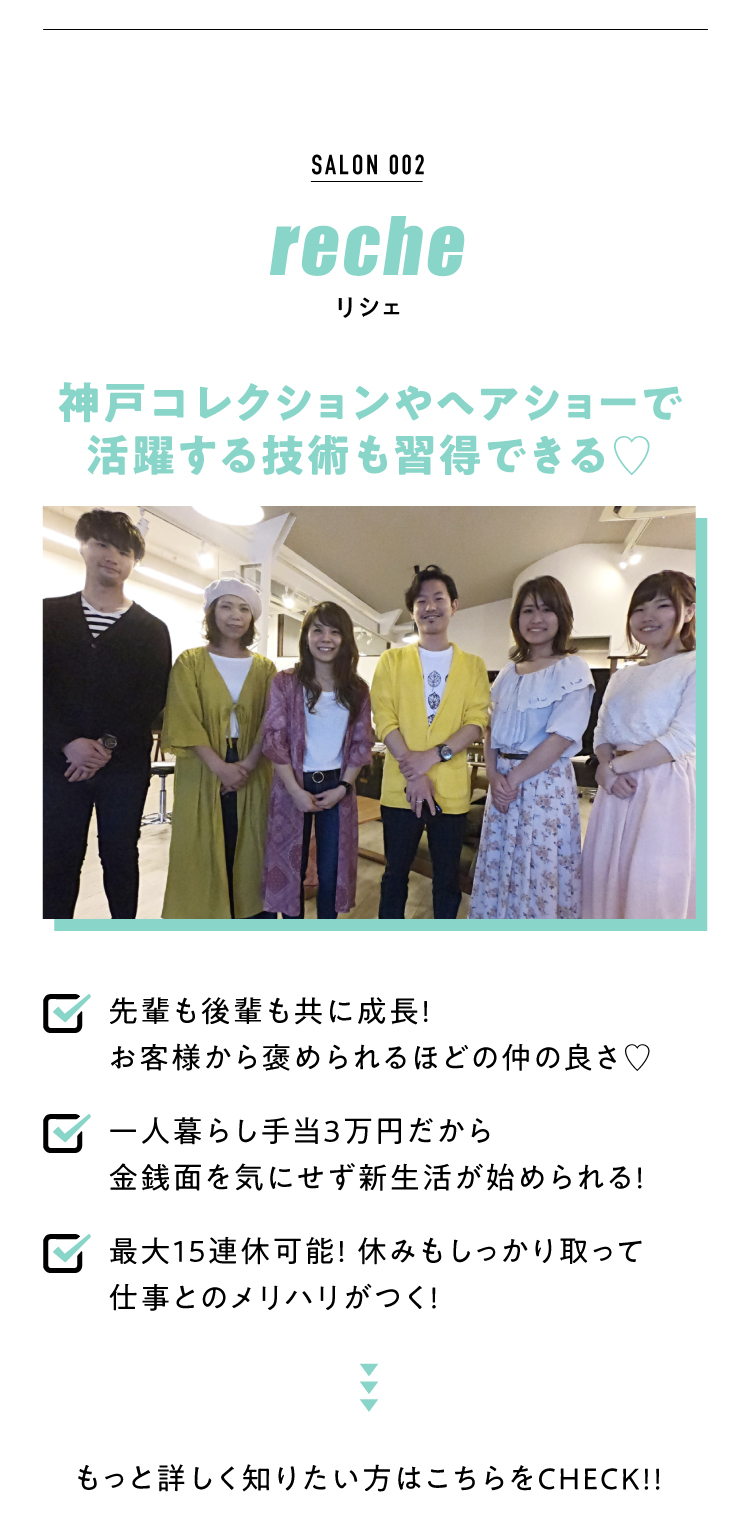 SALON 002
reche
リシェ
神戸コレクションやヘアショーで
活躍する技術も習得できる♡
先輩も後輩も共に成長!
お客様から褒められるほどの仲の良さ♡
一人暮らし手当3万円だから
金銭面を気にせず新生活が始められる!
最大15連休可能! 休みもしっかり取って
仕事とのメリハリがつく!
もっと詳しく知りたい方はこちらをCHECK!!